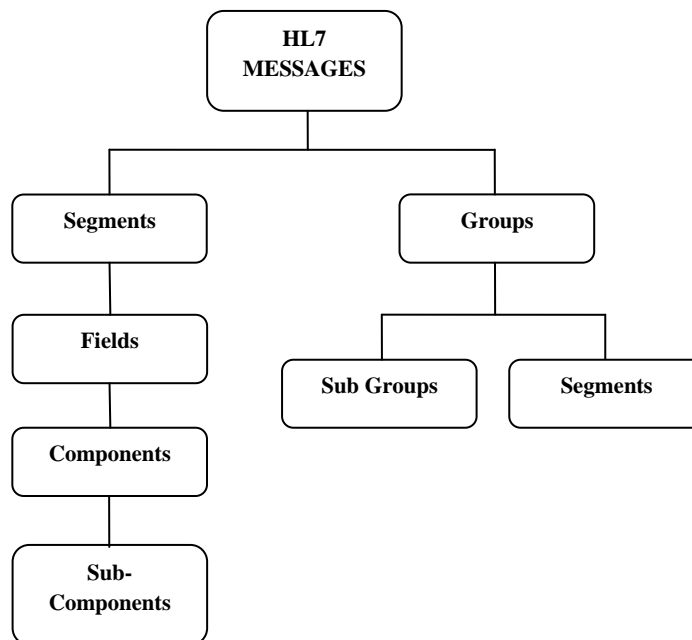 HL7
MESSAGES
Segments
Groups
Fields
Sub Groups
Segments
Components
Sub-
Components